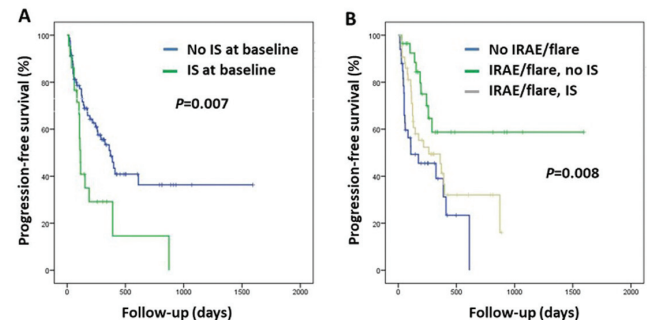 A
No IS at baseline
IS at baseline
P=0.007
Progression-free survival (%)
100
80
60
40
20
0
0 500 1000 1500 2000
Follow-up (days)
B
No IRAE/flare
IRAE/flare, no IS
IRAE/flare, IS
P=0.008
Progression-free survival (%)
100
80
60
40
20
0
0 500 1000 1500 2000
Follow-up (days)